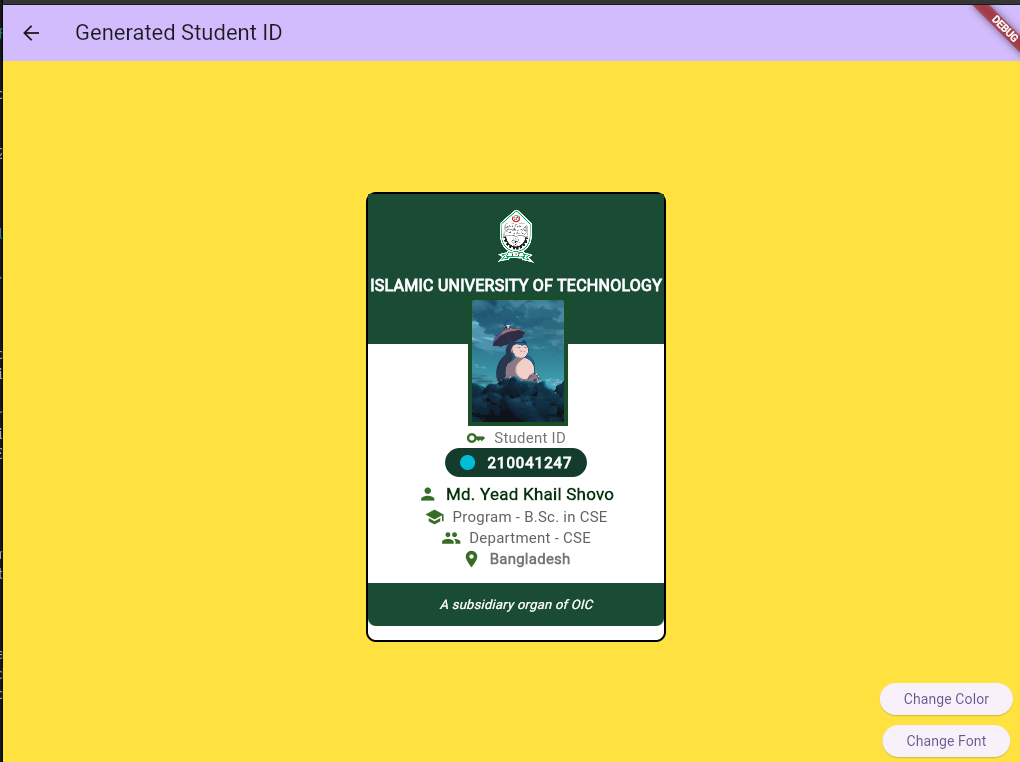 Generated Student ID
DEBUG
ISLAMIC UNIVERSITY OF TECHNOLOGY
Student ID
210041247
Md. Yead Khail Shovo
Program - B.Sc. in CSE
Department - CSE
Bangladesh
A subsidiary organ of OIC
Change Color
Change Font